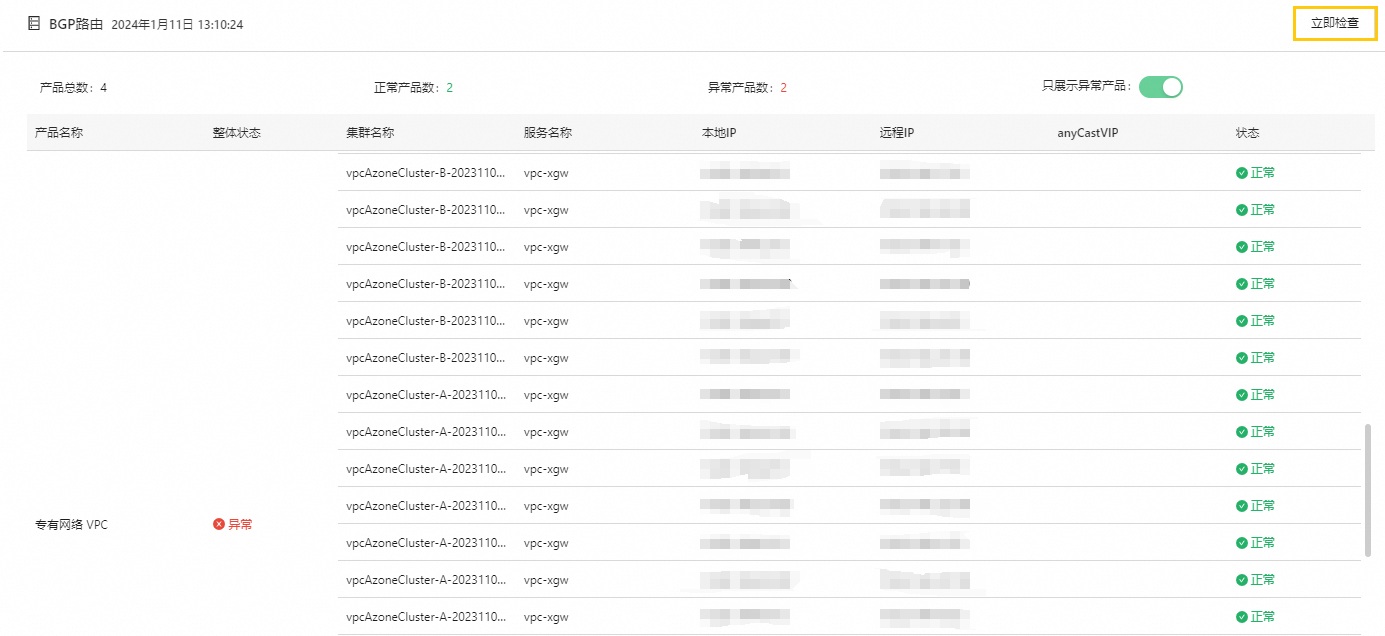 BGP路由 2024年1月11日 13:10:24 立即检查
产品总数：4 正常产品数：2 异常产品数：2 只展示异常产品：
产品名称 整体状态 集群名称 服务名称 本地IP 远程IP anyCastVIP 状态
vpcAzoneCluster-B-2023110... vpc-xgw 正常
vpcAzoneCluster-B-2023110... vpc-xgw 正常
vpcAzoneCluster-B-2023110... vpc-xgw 正常
vpcAzoneCluster-B-2023110... vpc-xgw 正常
vpcAzoneCluster-B-2023110... vpc-xgw 正常
vpcAzoneCluster-B-2023110... vpc-xgw 正常
vpcAzoneCluster-A-2023110... vpc-xgw 正常
vpcAzoneCluster-A-2023110... vpc-xgw 正常
vpcAzoneCluster-A-2023110... vpc-xgw 正常
vpcAzoneCluster-A-2023110... vpc-xgw 正常
专有网络 VPC 异常
vpcAzoneCluster-A-2023110... vpc-xgw 正常
vpcAzoneCluster-A-2023110... vpc-xgw 正常
vpcAzoneCluster-A-2023110... vpc-xgw 正常